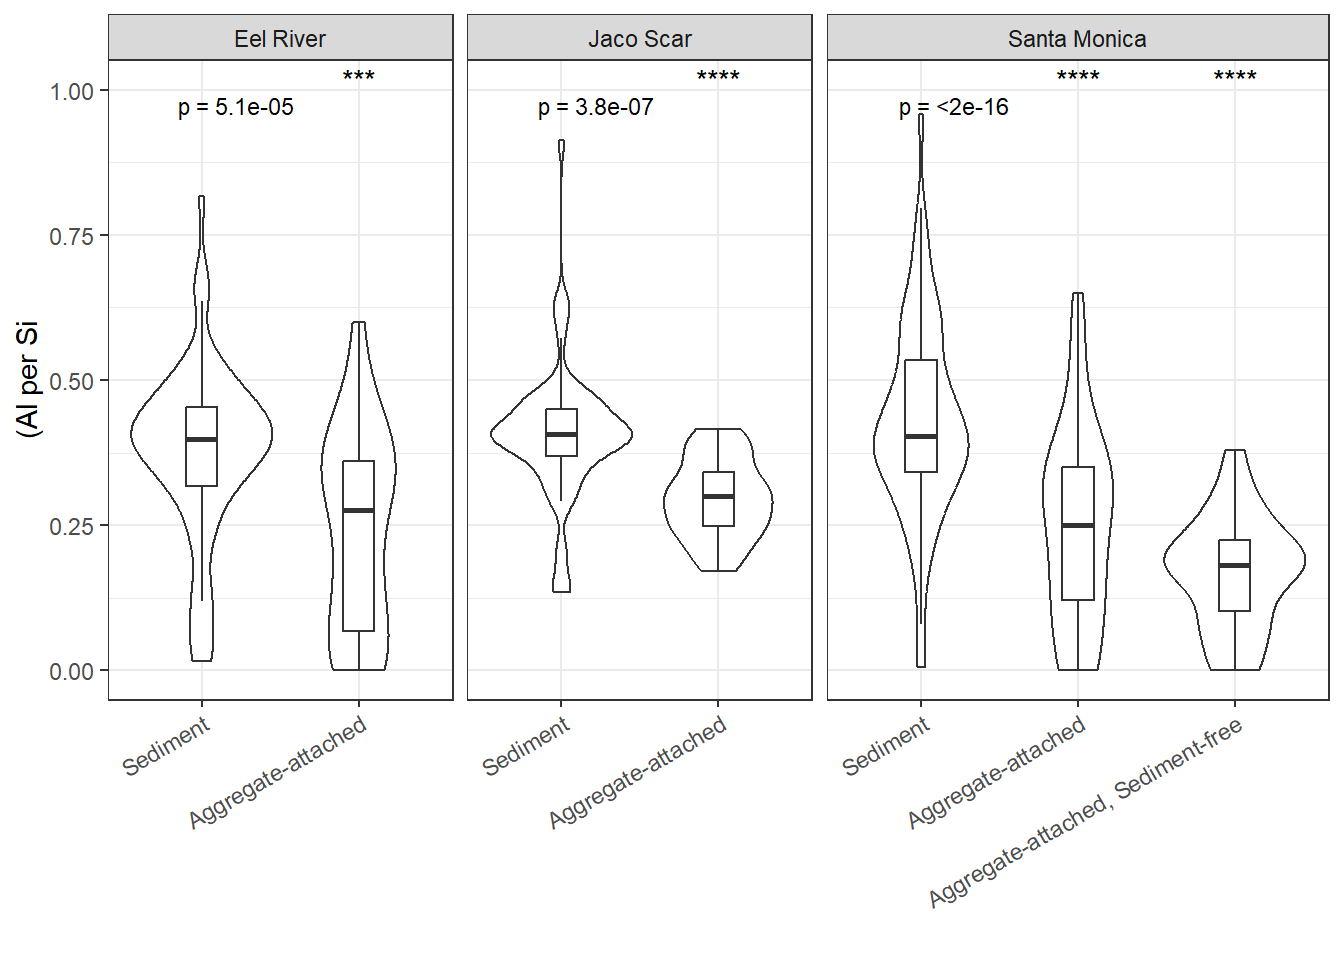 Eel River
Jaco Scar
Santa Monica
*** **** **** ****
p = 5.1e-05 p = 3.8e-07 p = <2e-16
1.00
0.75
0.50
0.25
0.00
(Al per Si
Sediment
Aggregate-attached
Sediment
Aggregate-attached
Sediment
Aggregate-attached
Aggregate-attached, Sediment-free